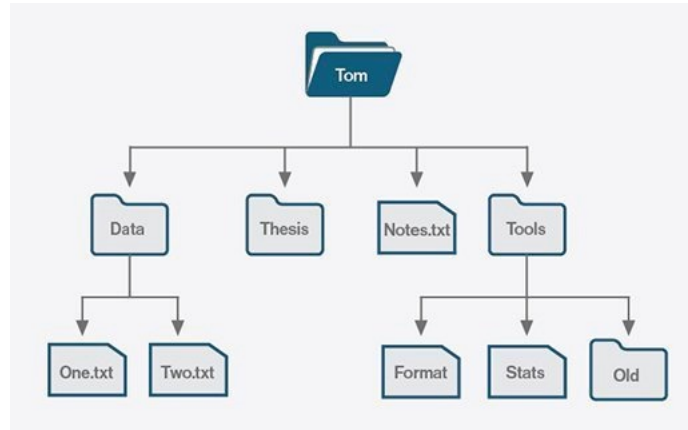 Tom
Data
Thesis
Notes.txt
Tools
One.txt
Two.txt
Format
Stats
Old